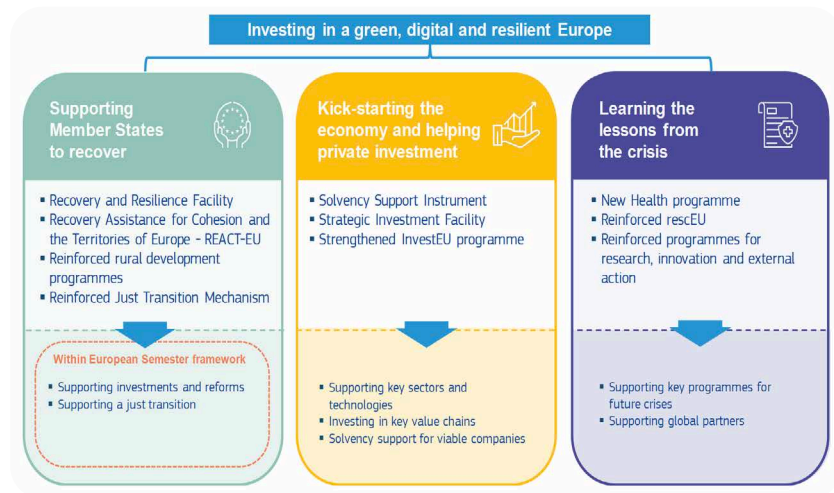 Investing in a green, digital and resilient Europe
Supporting
Member States
to recover
▪ Recovery and Resilience Facility
▪ Recovery Assistance for Cohesion and
the Territories of Europe - REACT-EU
▪ Reinforced rural development
programmes
▪ Reinforced Just Transition Mechanism
Within European Semester framework
▪ Supporting investments and reforms
▪ Supporting a just transition
Kick-starting the
economy and helping
private investment
▪ Solvency Support Instrument
▪ Strategic Investment Facility
▪ Strengthened InvestEU programme
▪ Supporting key sectors and
technologies
▪ Investing in key value chains
▪ Solvency support for viable companies
Learning the
lessons from
the crisis
▪ New Health programme
▪ Reinforced rescEU
▪ Reinforced programmes for
research, innovation and external
action
▪ Supporting key programmes for
future crises
▪ Supporting global partners